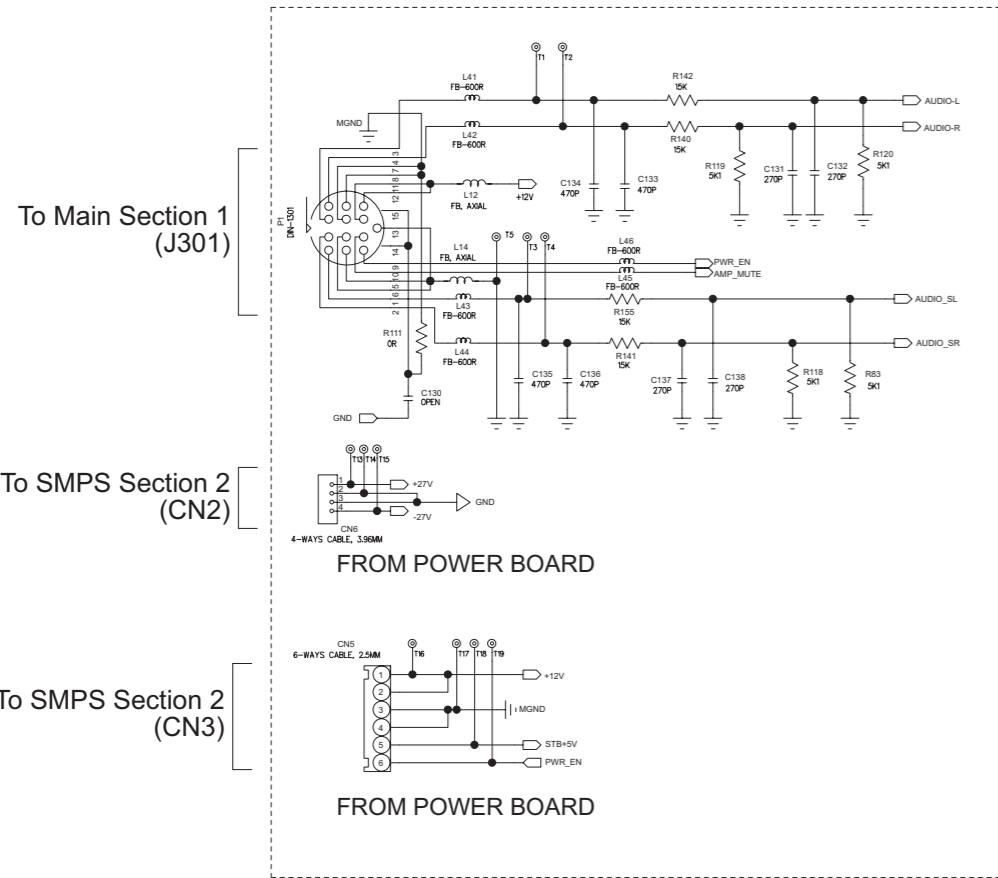 T1
T2
L41
FB-600R
R142
15K
AUDIO-L
MGND
L42
FB-600R
R140
15K
AUDIO-R
3
4
7
8
11
12
15
13
14
9
10
5
6
1
2
R119
5K1
C131
270P
C132
270P
R120
5K1
C134
470P
C133
470P
L12
FB, AXIAL
+12V
To Main Section 1
(J301)
P1
DIN-1301
T5
T3
T4
L14
FB, AXIAL
L46
FB-600R
PWR_EN
AMP_MUTE
L45
FB-600R
L43
FB-600R
R155
15K
AUDIO_SL
R111
0R
L44
FB-600R
R141
15K
AUDIO_SR
C135
470P
C136
470P
C137
270P
C138
270P
R118
5K1
R83
5K1
C130
OPEN
GND
T13
T14
T15
To SMPS Section 2
(CN2)
1
2
3
4
+27V
GND
-27V
CN6
4-WAYS CABLE, 3.96MM
FROM POWER BOARD
CN5
6-WAYS CABLE, 2.5MM
T16
T17
T18
T19
To SMPS Section 2
(CN3)
1
2
3
4
5
6
+12V
MGND
STB+5V
PWR_EN
FROM POWER BOARD